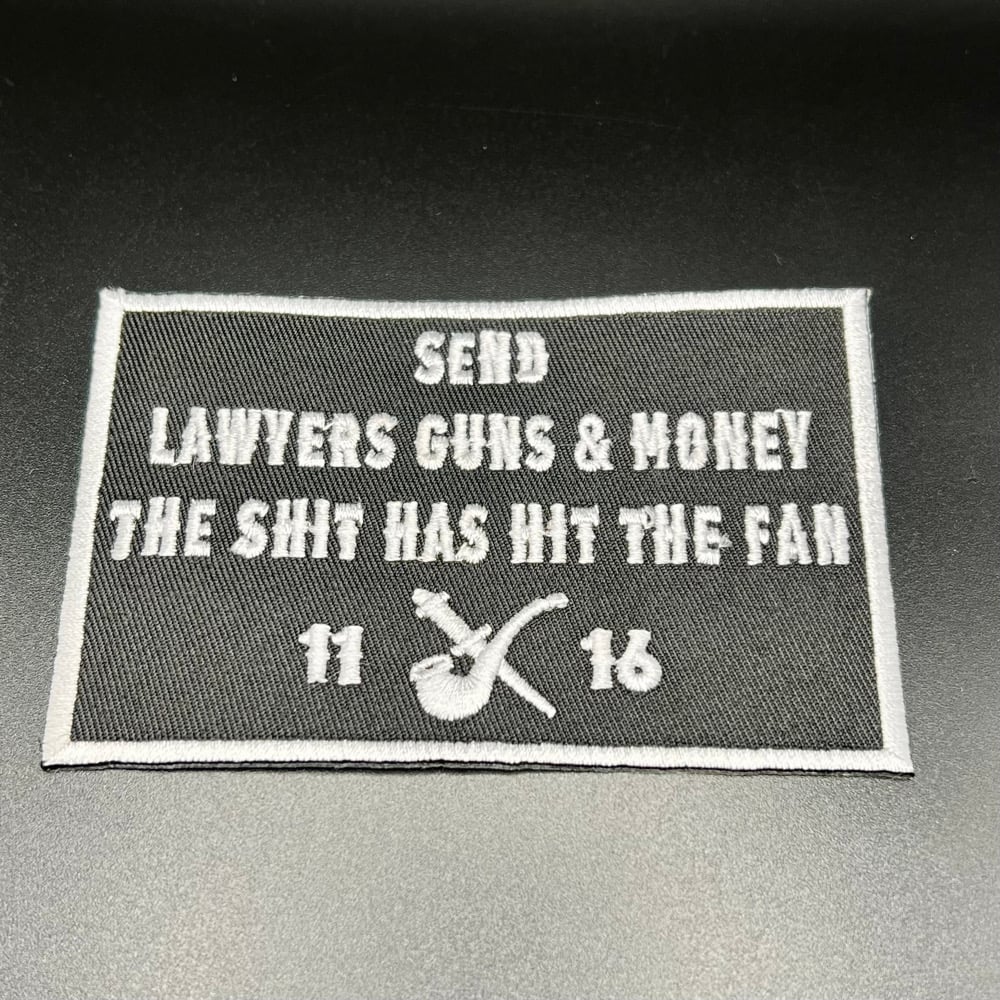 SEND
LAWYERS GUNS & MONEY
THE SHIT HAS HIT THE FAN
11 16